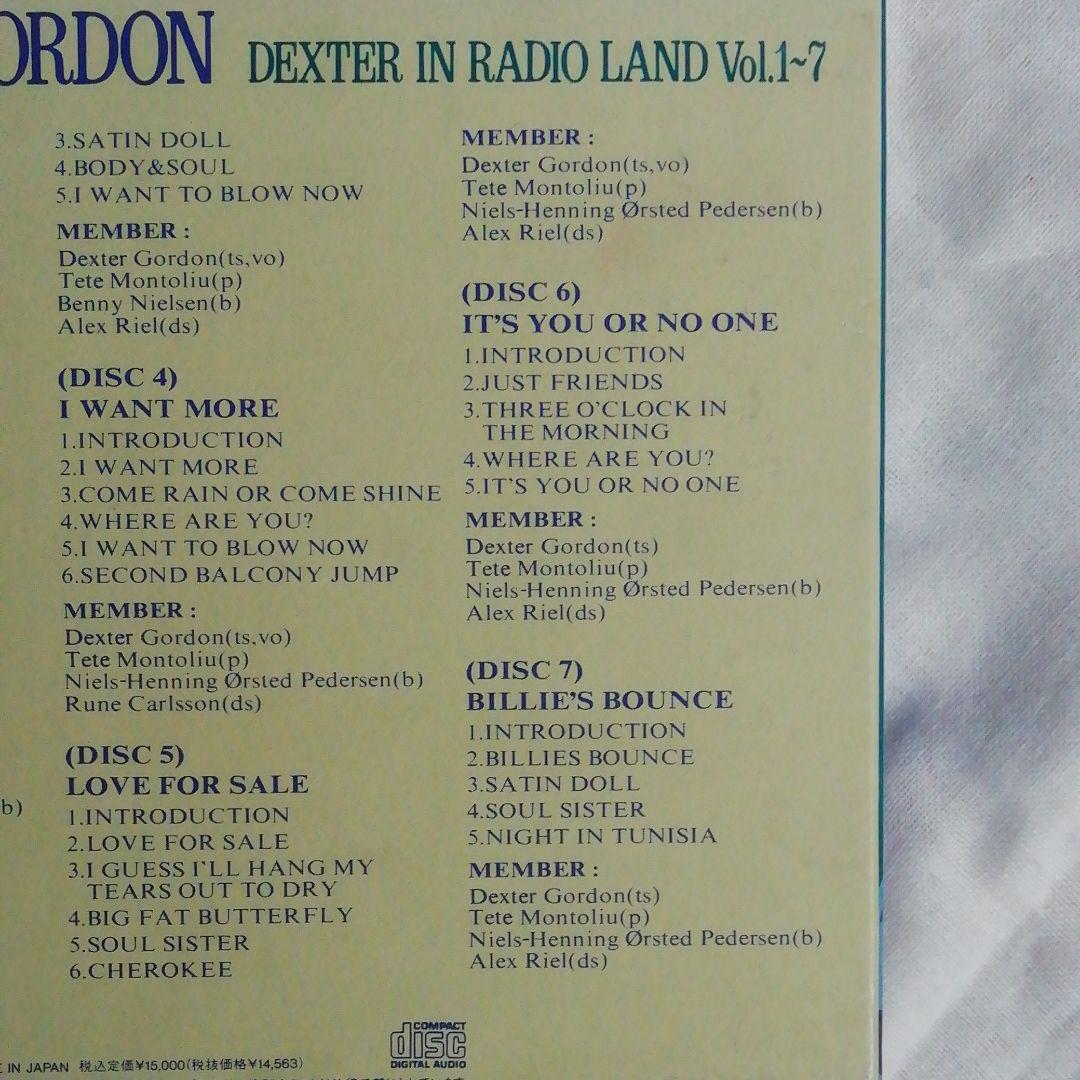 ORDON DEXTER IN RADIO LAND Vol.1~7
3.SATIN DOLL
4.BODY&SOUL
5.I WANT TO BLOW NOW
MEMBER :
Dexter Gordon(ts,vo)
Tete Montoliu(p)
Benny Nielsen(b)
Alex Riel(ds)
(DISC 4)
I WANT MORE
1.INTRODUCTION
2.I WANT MORE
3.COME RAIN OR COME SHINE
4.WHERE ARE YOU?
5.I WANT TO BLOW NOW
6.SECOND BALCONY JUMP
MEMBER :
Dexter Gordon(ts,vo)
Tete Montoliu(p)
Niels-Henning Ørsted Pedersen(b)
Rune Carlsson(ds)
(DISC 5)
LOVE FOR SALE
b)
1.INTRODUCTION
2.LOVE FOR SALE
3.I GUESS I'LL HANG MY
TEARS OUT TO DRY
4.BIG FAT BUTTERFLY
5.SOUL SISTER
6.CHEROKEE
MEMBER :
Dexter Gordon(ts,vo)
Tete Montoliu(p)
Niels-Henning Ørsted Pedersen(b)
Alex Riel(ds)
(DISC 6)
IT'S YOU OR NO ONE
1.INTRODUCTION
2.JUST FRIENDS
3.THREE O'CLOCK IN
THE MORNING
4.WHERE ARE YOU?
5.IT'S YOU OR NO ONE
MEMBER :
Dexter Gordon(ts)
Tete Montoliu(p)
Niels-Henning Ørsted Pedersen(b)
Alex Riel(ds)
(DISC 7)
BILLIE'S BOUNCE
1.INTRODUCTION
2.BILLIES BOUNCE
3.SATIN DOLL
4.SOUL SISTER
5.NIGHT IN TUNISIA
MEMBER :
Dexter Gordon(ts)
Tete Montoliu(p)
Niels-Henning Ørsted Pedersen(b)
Alex Riel(ds)
COMPACT
disc
DIGITAL AUDIO
E IN JAPAN 税込定価¥15,000(税抜価格¥14,563)